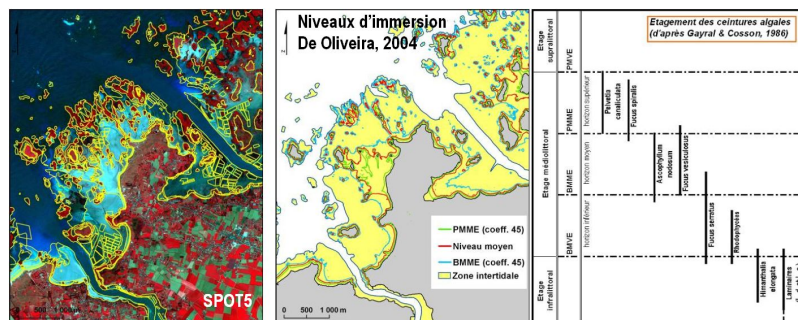 SPOT5
500 1 000 m
Niveaux d'immersion
De Oliveira, 2004
PMME (coeff. 45)
Niveau moyen
BMME (coeff. 45)
Zone intertidale
0 500 1 000 m
Etagement des ceintures algales
(d'après Gayral & Cosson, 1986)
Etage
supralittoral
PMVE
Etage médiolittoral
PMME
horizon supérieur
Pelvetia
canaliculata
Fucus spiralis
BMME
horizon moyen
Ascophyllum
nodosum
Fucus vesiculosus
BMVE
horizon inférieur
Fucus serratus
Rhodophycées
Etage
infralittoral
Himanthalia
elongata
Laminaires